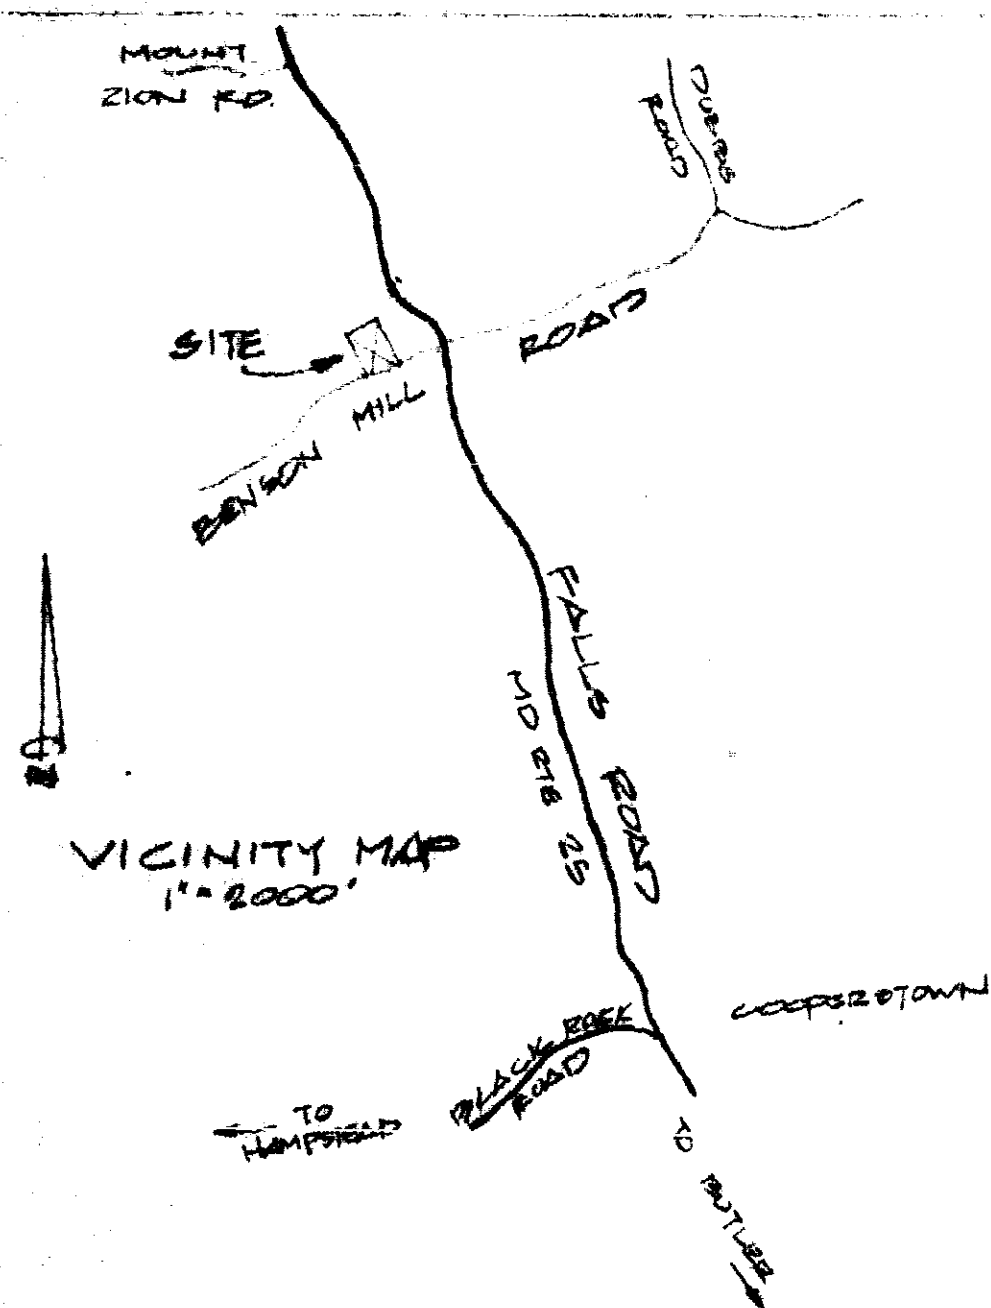 MOUNT
ZION RD.
ROAD
SITE
ROAD
BENSON MILL
FALLS ROAD
MD RTE 25
VICINITY MAP
1" = 2000'
COOPERSTOWN
BLACK ROCK
ROAD
TO
HAMPSTEAD
TO BUTLER